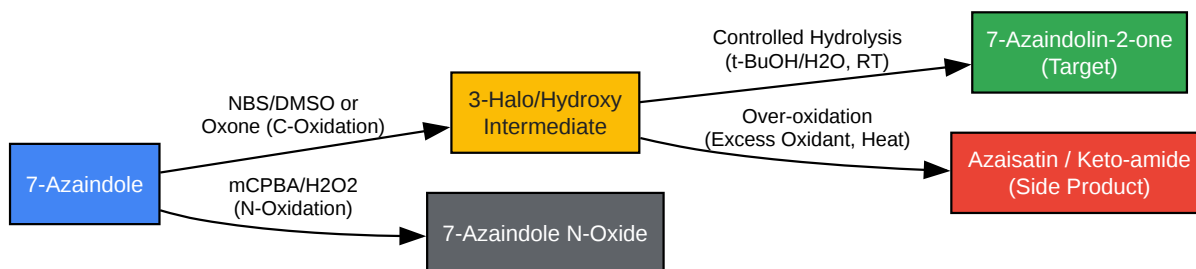 7-Azaindole
NBS/DMSO or
Oxone (C-Oxidation)
mCPBA/H2O2
(N-Oxidation)
3-Halo/Hydroxy
Intermediate
7-Azaindole N-Oxide
Controlled Hydrolysis
(t-BuOH/H2O, RT)
Over-oxidation
(Excess Oxidant, Heat)
7-Azaindolin-2-one
(Target)
Azaisatin / Keto-amide
(Side Product)